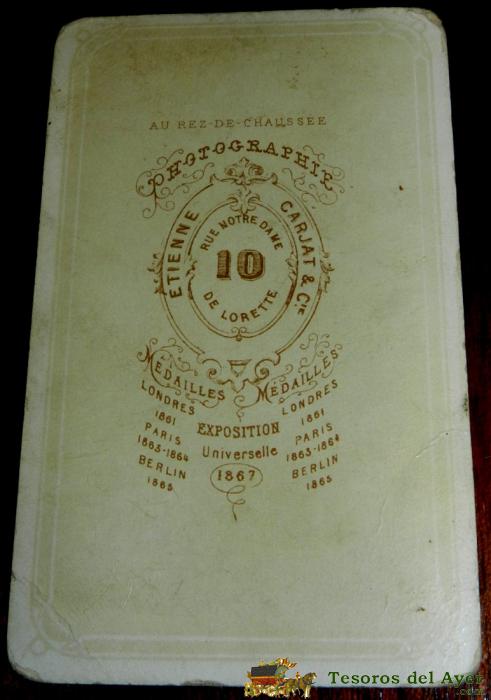 AU REZ-DE-CHAUSSEE
PHOTOGRAPHIE
ETIENNE CARJAT & Cie
RUE NOTRE DAME
10
DE LORETTE
MÉDAILLES
LONDRES
1861
PARIS
1863-1864
BERLIN
1865
EXPOSITION
Universelle
1867
MÉDAILLES
LONDRES
1861
PARIS
1863-1864
BERLIN
1865
Tesoros del Ayer
.com